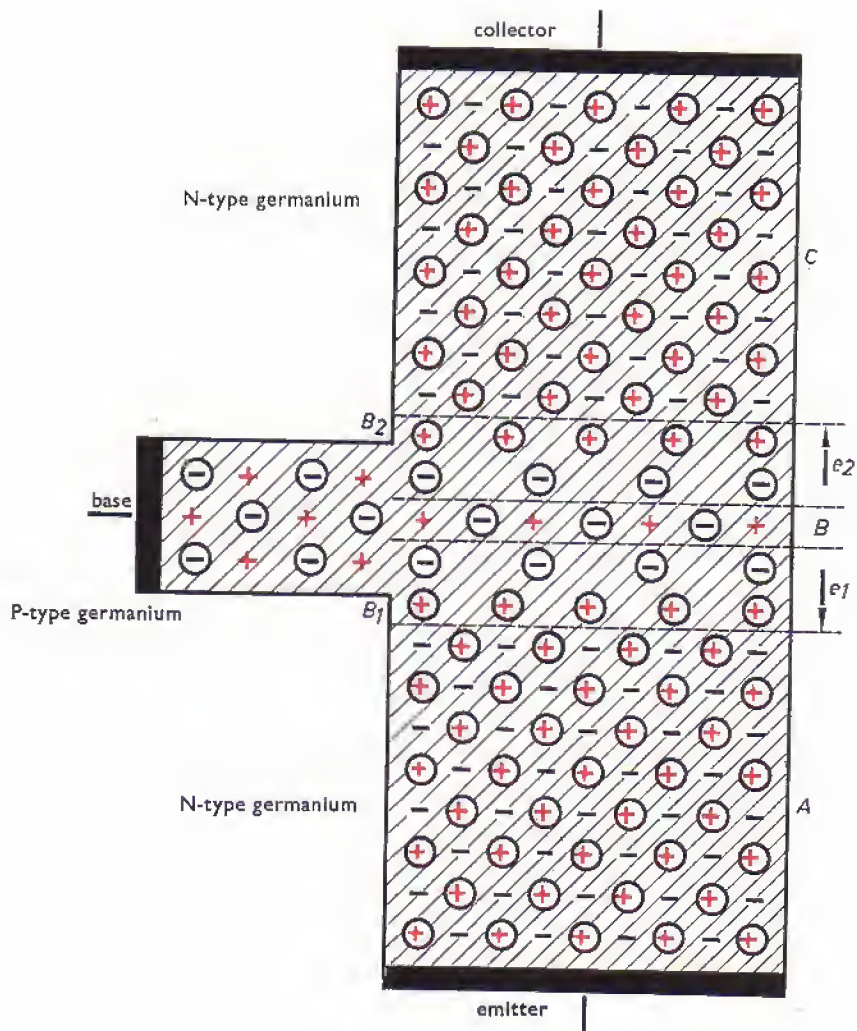 collector
N-type germanium
C
B2
e2
base
B
e1
P-type germanium
B1
N-type germanium
A
emitter